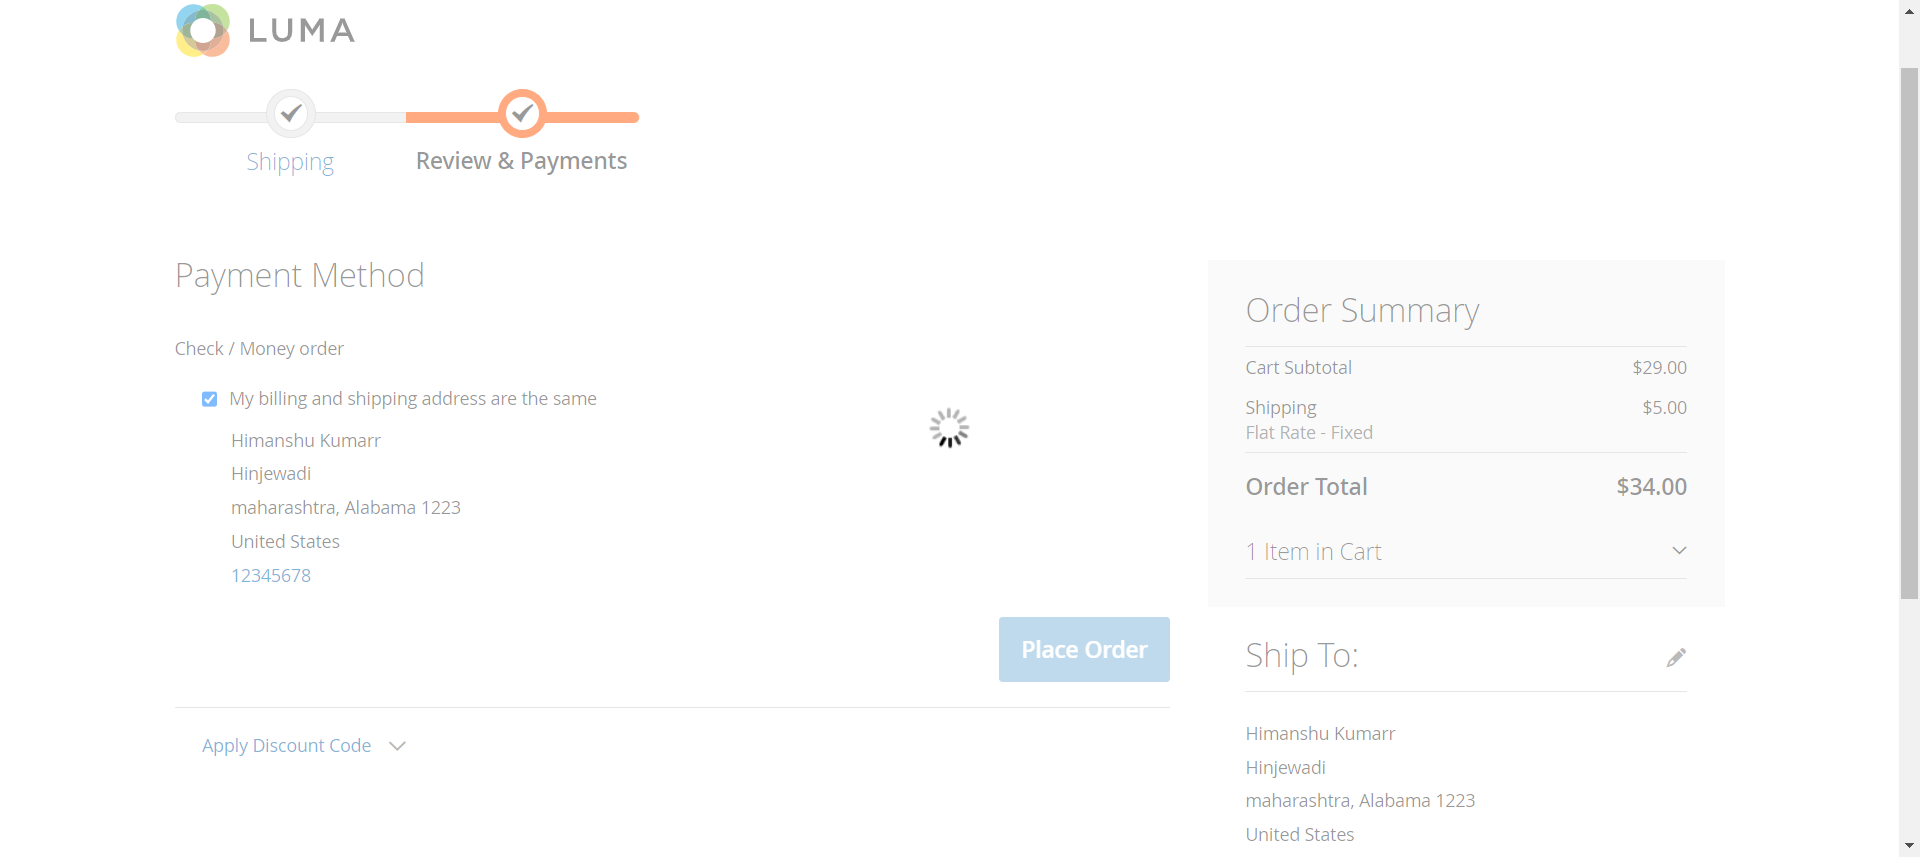 LUMA
Shipping
Review & Payments
Payment Method
Check / Money order
My billing and shipping address are the same
Himanshu Kumarr
Hinjewadi
maharashtra, Alabama 1223
United States
12345678
Place Order
Apply Discount Code
Order Summary
Cart Subtotal $29.00
Shipping $5.00
Flat Rate - Fixed
Order Total $34.00
1 Item in Cart
Ship To:
Himanshu Kumarr
Hinjewadi
maharashtra, Alabama 1223
United States